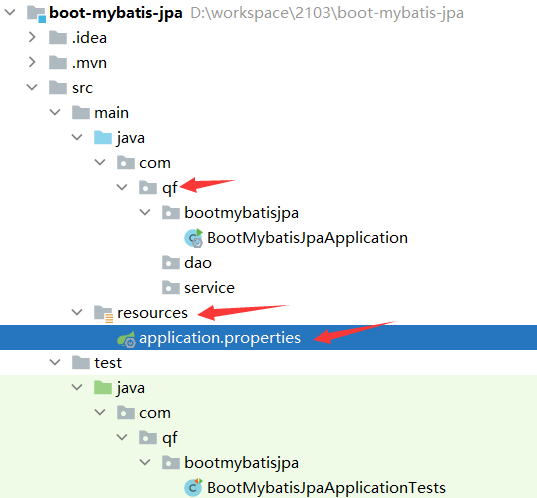 boot-mybatis-jpa D:\workspace\2103\boot-mybatis-jpa
.idea
.mvn
src
main
java
com
qf
bootmybatisjpa
BootMybatisJpaApplication
dao
service
resources
application.properties
test
java
com
qf
bootmybatisjpa
BootMybatisJpaApplicationTests